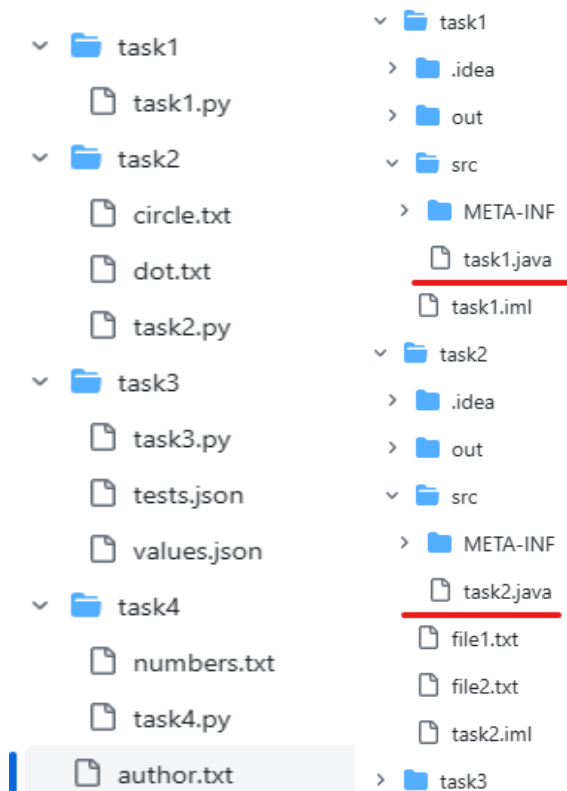 task1
task1.py
task2
circle.txt
dot.txt
task2.py
task3
task3.py
tests.json
values.json
task4
numbers.txt
task4.py
author.txt
task1
.idea
out
src
META-INF
task1.java
task1.iml
task2
.idea
out
src
META-INF
task2.java
file1.txt
file2.txt
task2.iml
task3